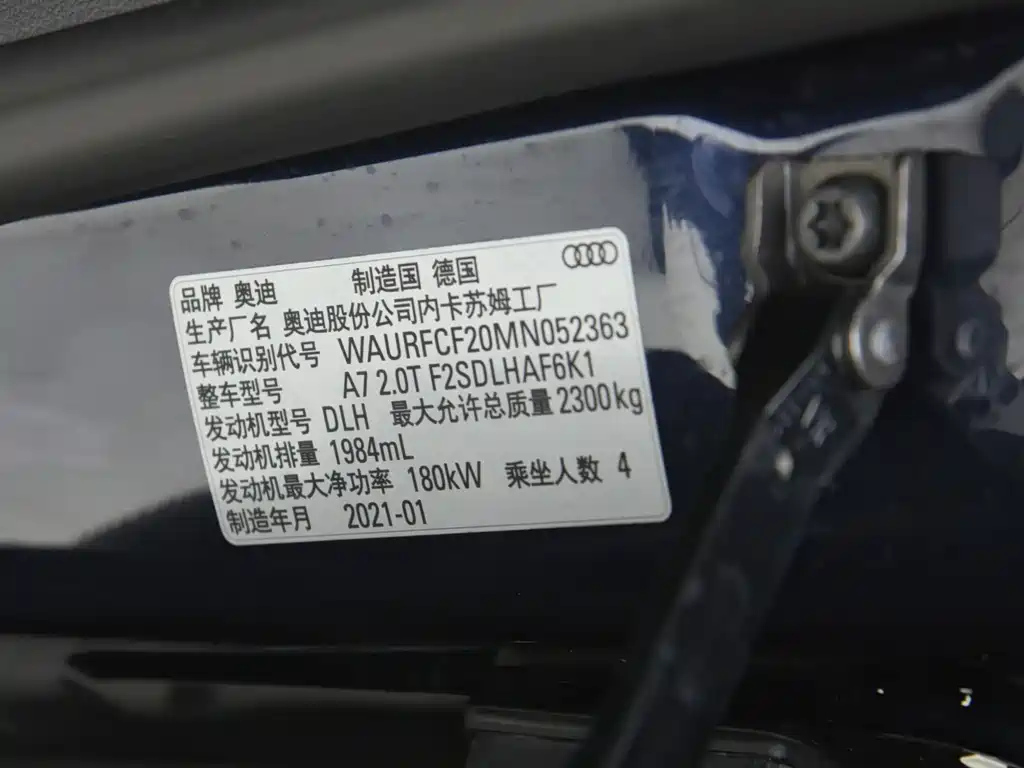 品牌 奥迪 制造国 德国
生产厂名 奥迪股份公司内卡苏姆工厂
车辆识别代号 WAURFCF20MN052363
整车型号 A7 2.0T F2SDLHAF6K1
发动机型号 DLH 最大允许总质量 2300kg
发动机排量 1984mL
发动机最大净功率 180kW 乘坐人数 4
制造年月 2021-01